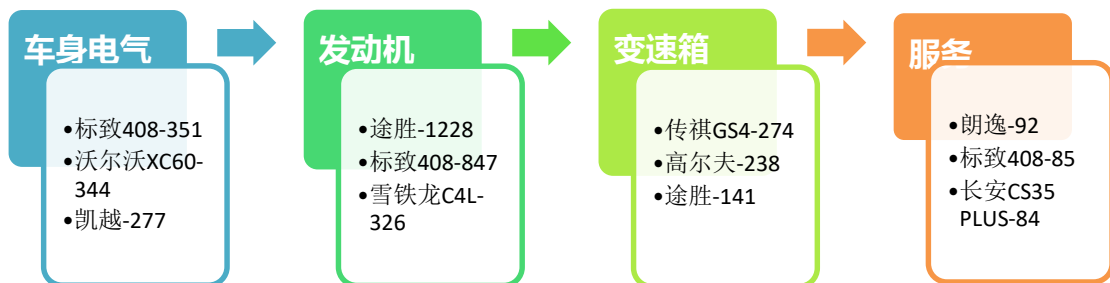 车身电气
•标致408-351
•沃尔沃XC60-
344
•凯越-277
发动机
•途胜-1228
•标致408-847
•雪铁龙C4L-
326
变速箱
•传祺GS4-274
•高尔夫-238
•途胜-141
服务
•朗逸-92
•标致408-85
•长安CS35
PLUS-84